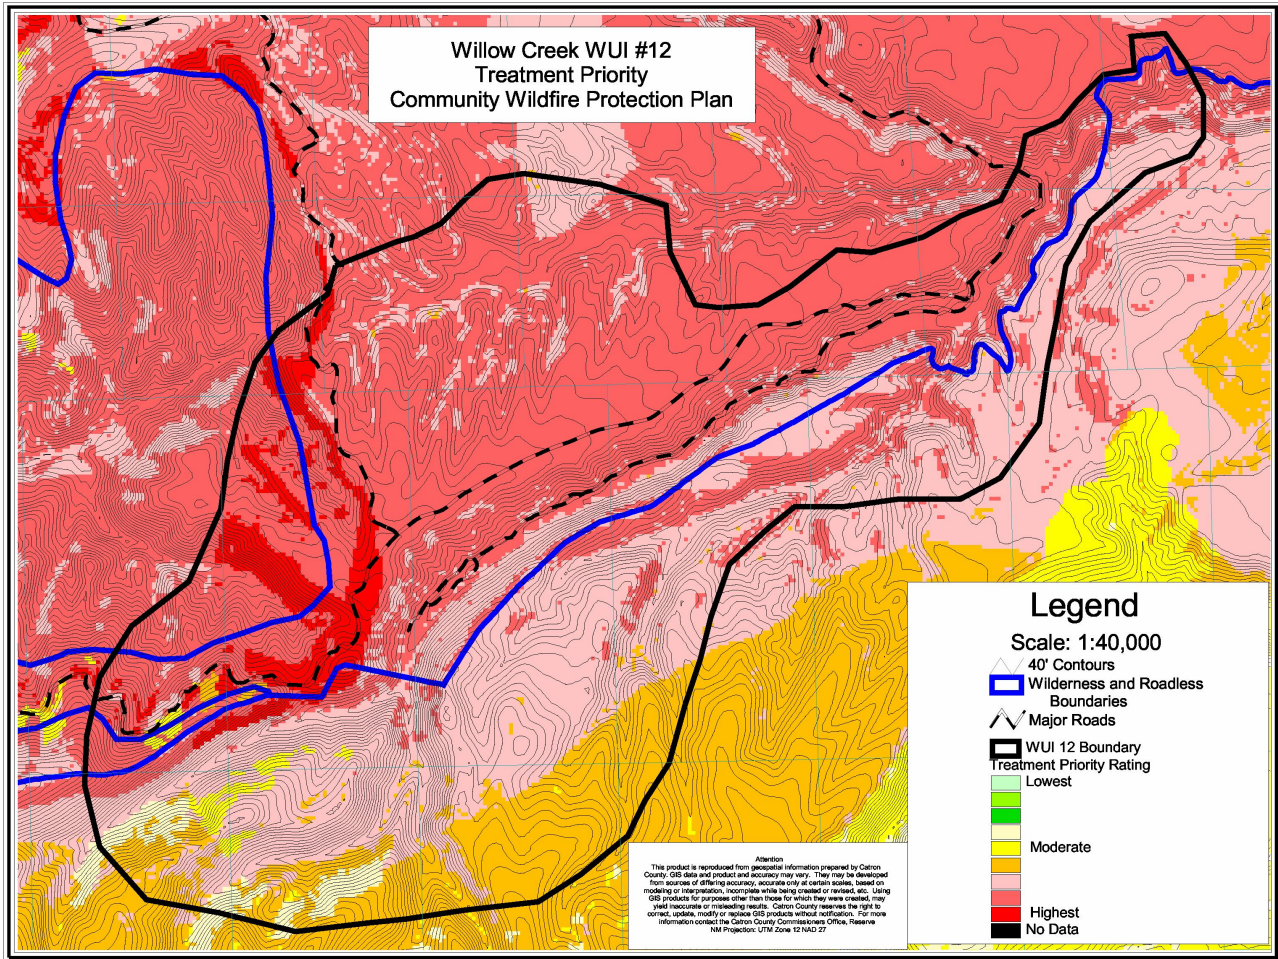 Willow Creek WUI #12
Treatment Priority
Community Wildfire Protection Plan
Legend
Scale: 1:40,000
40' Contours
Wilderness and Roadless
Boundaries
Major Roads
WUI 12 Boundary
Treatment Priority Rating
Lowest
Moderate
Highest
No Data
Attention
This product is reproduced from geospatial information prepared by Catron
County. GIS data and product and accuracy may vary. They may be developed
from sources of differing accuracy, accurate only at certain scales, based on
modeling or interpretation, incomplete while being created or revised, etc. Using
GIS products for purposes other than those for which they were created, may
yield inaccurate or misleading results. Catron County reserves the right to
correct, update, modify or replace GIS products without notification. For more
information contact the Catron County Commissioners Office, Reserve
NM Projection: UTM Zone 12 NAD 27